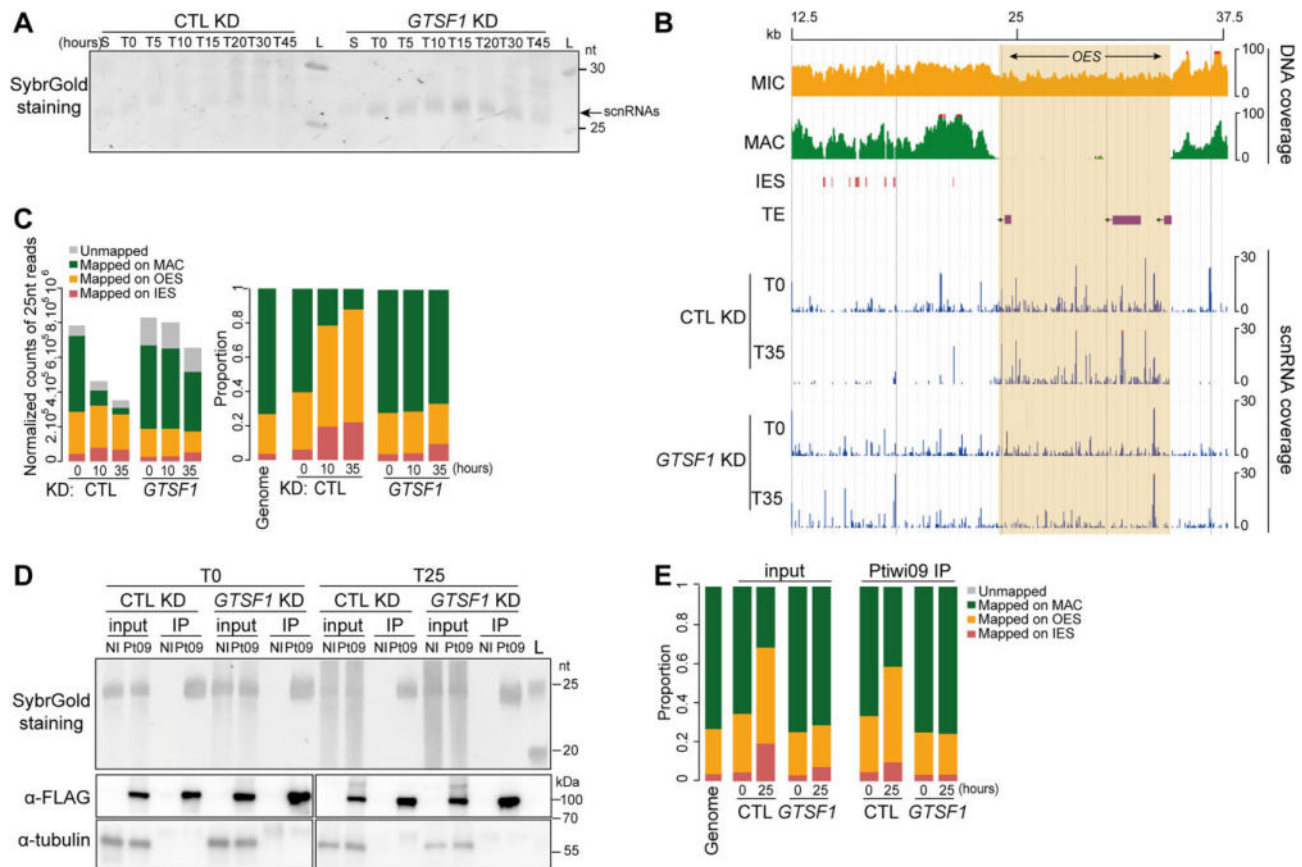 A
CTL KD
GTSF1 KD
(hours) S T0 T5 T10 T15 T20 T30 T45 L S T0 T5 T10 T15 T20 T30 T45 L
nt
30
SybrGold
staining
scnRNAs
25
B
12.5 25 37.5
kb
OES
MIC
100
0
MAC
100
0
DNA coverage
IES
TE
CTL KD
T0
30
0
T35
30
0
GTSF1 KD
T0
30
0
T35
30
0
scnRNA coverage
C
Unmapped
Mapped on MAC
Mapped on OES
Mapped on IES
Normalized counts of 25nt reads
0 2.10⁵ 4.10⁵ 6.10⁵ 8.10⁵ 10⁶
0 10 35 0 10 35
KD: CTL GTSF1
Proportion
0 0.2 0.4 0.6 0.8 1
Genome 0 10 35 0 10 35 (hours)
KD: CTL GTSF1
D
T0 T25
CTL KD GTSF1 KD CTL KD GTSF1 KD
input IP input IP input IP input IP
NI Pt09 NI Pt09 NI Pt09 NI Pt09 NI Pt09 NI Pt09 NI Pt09 NI Pt09 L
nt
25
SybrGold
staining
20
kDa
α-FLAG
100
70
α-tubulin
55
E
input Ptiwi09 IP
Unmapped
Mapped on MAC
Mapped on OES
Mapped on IES
Proportion
0 0.2 0.4 0.6 0.8 1
Genome 0 25 0 25 0 25 0 25 (hours)
CTL GTSF1 CTL GTSF1